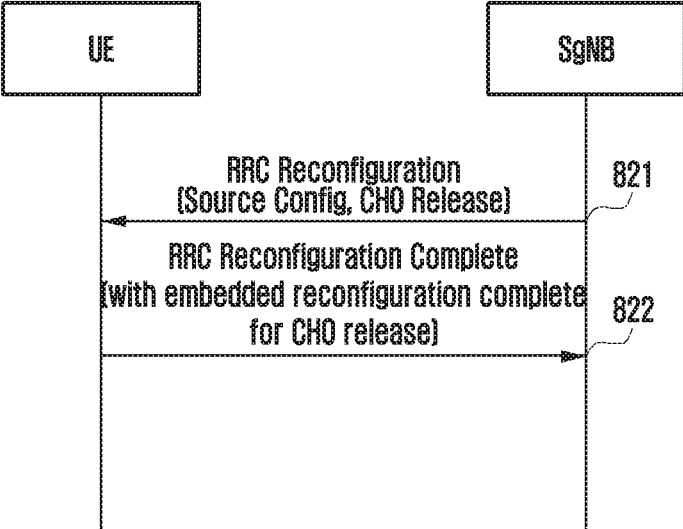 UE
SgNB
RRC Reconfiguration
(Source Config, CHO Release)
821
RRC Reconfiguration Complete
(with embedded reconfiguration complete
for CHO release)
822